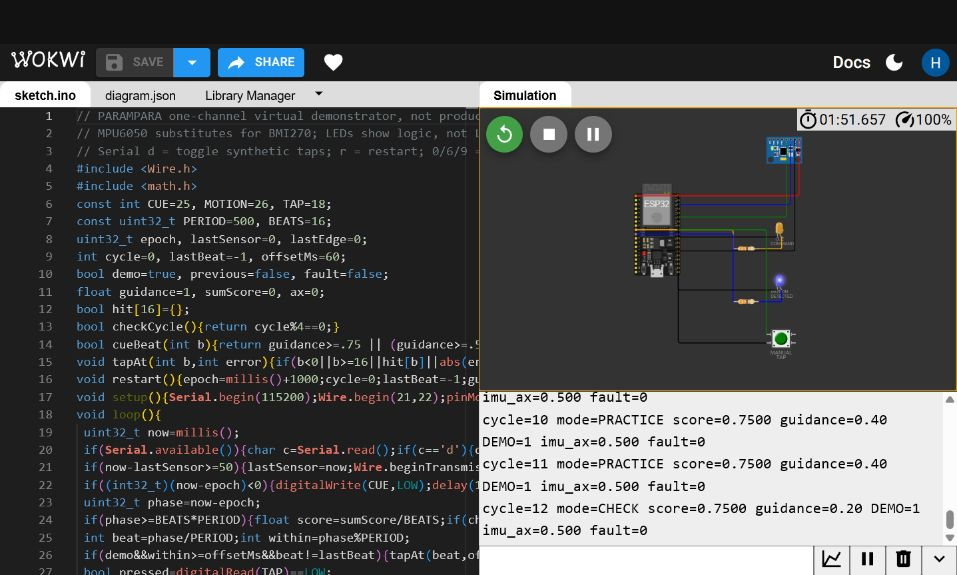 WOKWi
SAVE
SHARE
Docs
H
sketch.ino
diagram.json
Library Manager
Simulation
1 // PARAMPARA one-channel virtual demonstrator, not produc
2 // MPU6050 substitutes for BMI270; LEDs show logic, not L
3 // Serial d = toggle synthetic taps; r = restart; 0/6/9 =
4 #include <Wire.h>
5 #include <math.h>
6 const int CUE=25, MOTION=26, TAP=18;
7 const uint32_t PERIOD=500, BEATS=16;
8 uint32_t epoch, lastSensor=0, lastEdge=0;
9 int cycle=0, lastBeat=-1, offsetMs=60;
10 bool demo=true, previous=false, fault=false;
11 float guidance=1, sumScore=0, ax=0;
12 bool hit[16]={};
13 bool checkCycle(){return cycle%4==0;}
14 bool cueBeat(int b){return guidance>=.75 || (guidance>=.5
15 void tapAt(int b,int error){if(b<0||b>=16||hit[b]||abs(er
16 void restart(){epoch=millis()+1000;cycle=0;lastBeat=-1;gu
17 void setup(){Serial.begin(115200);Wire.begin(21,22);pinMo
18 void loop(){
19 uint32_t now=millis();
20 if(Serial.available()){char c=Serial.read();if(c=='d'){d
21 if(now-lastSensor>=50){lastSensor=now;Wire.beginTransmis
22 if((int32_t)(now-epoch)<0){digitalWrite(CUE,LOW);delay(1
23 uint32_t phase=now-epoch;
24 if(phase>=BEATS*PERIOD){float score=sumScore/BEATS;if(ch
25 int beat=phase/PERIOD;int within=phase%PERIOD;
26 if(demo&&within>=offsetMs&&beat!=lastBeat){tapAt(beat,of
27 bool pressed=digitalRead(TAP)==LOW;
01:51.657
100%
ESP32
MANUAL
TAP
imu_ax=0.500 fault=0
cycle=10 mode=PRACTICE score=0.7500 guidance=0.40
DEMO=1 imu_ax=0.500 fault=0
cycle=11 mode=PRACTICE score=0.7500 guidance=0.40
DEMO=1 imu_ax=0.500 fault=0
cycle=12 mode=CHECK score=0.7500 guidance=0.20 DEMO=1
imu_ax=0.500 fault=0